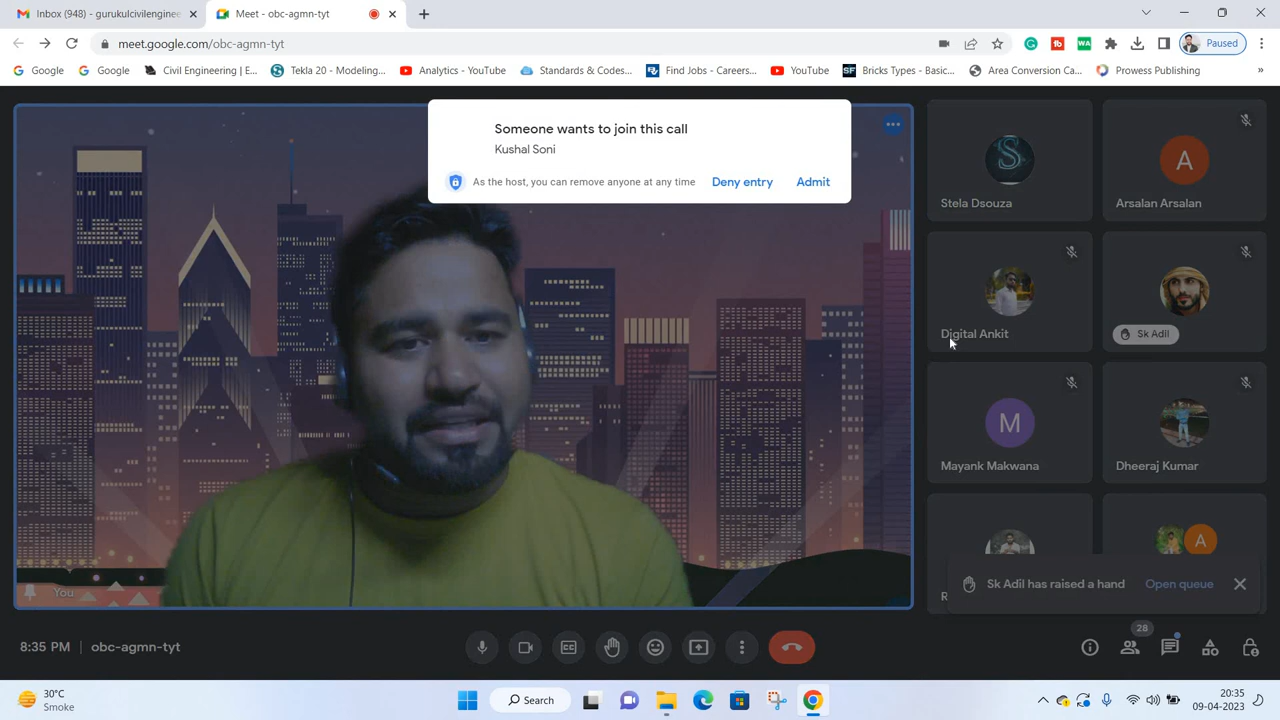 Inbox (948) - gurukulcivilenginee
Meet - obc-agmn-tyt
meet.google.com/obc-agmn-tyt
Paused
Google
Google
Civil Engineering | E...
Tekla 20 - Modeling...
Analytics - YouTube
Standards & Codes...
Find Jobs - Careers...
YouTube
SF
Bricks Types - Basic...
Area Conversion Ca...
Prowess Publishing
»
Someone wants to join this call
Kushal Soni
As the host, you can remove anyone at any time
Deny entry
Admit
S
Stela Dsouza
A
Arsalan Arsalan
Digital Ankit
Sk Adil
M
Mayank Makwana
Dheeraj Kumar
A
R
Sk Adil has raised a hand
Open queue
You
28
8:35 PM
obc-agmn-tyt
30°C
Smoke
Search
20:35
09-04-2023